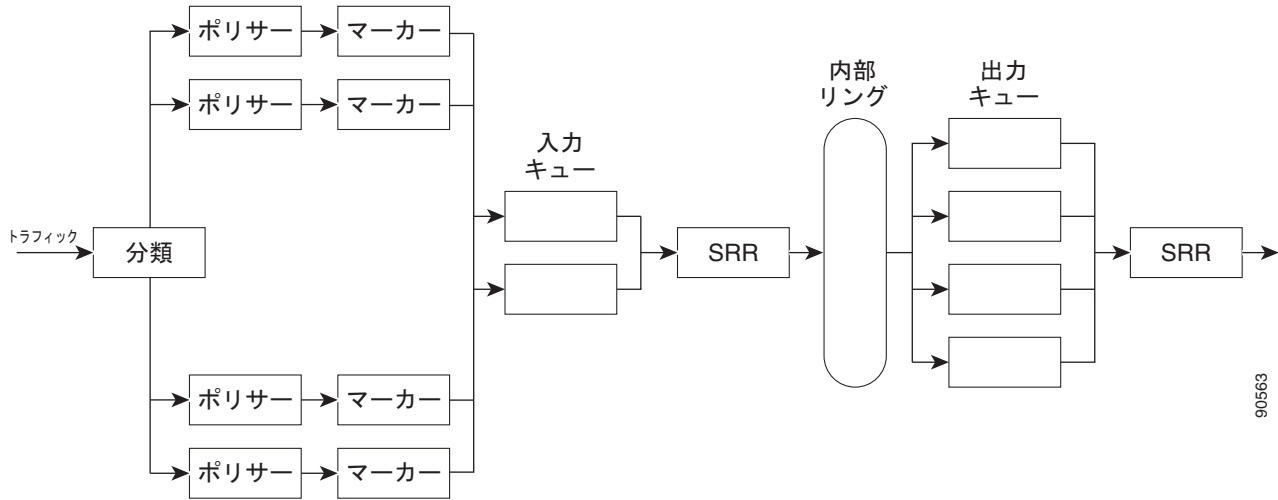 ポリサー
マーカー
ポリサー
マーカー
内部
リング
出力
キュー
入力
キュー
トラフィック
分類
SRR
SRR
ポリサー
マーカー
ポリサー
マーカー
90563